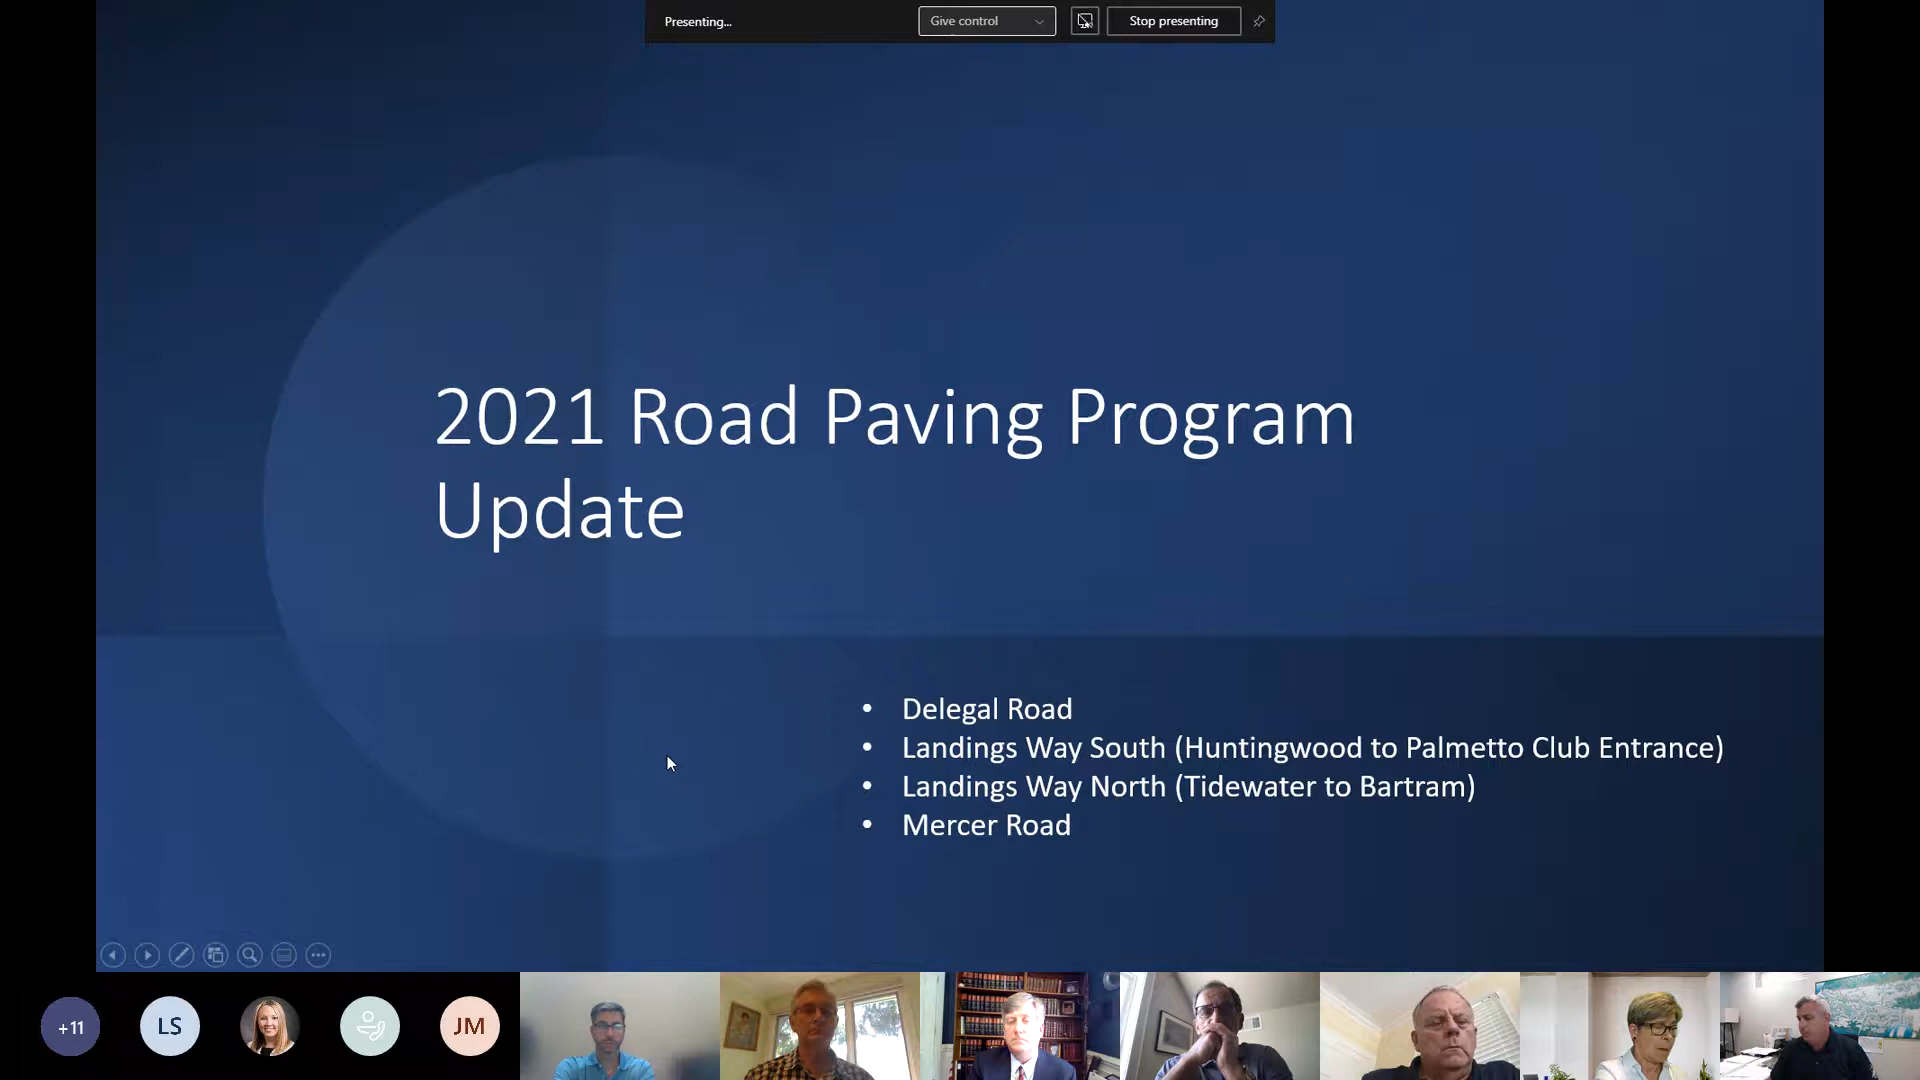 Presenting...
Give control
Stop presenting
2021 Road Paving Program
Update
• Delegal Road
• Landings Way South (Huntingwood to Palmetto Club Entrance)
• Landings Way North (Tidewater to Bartram)
• Mercer Road
+11
LS
JM